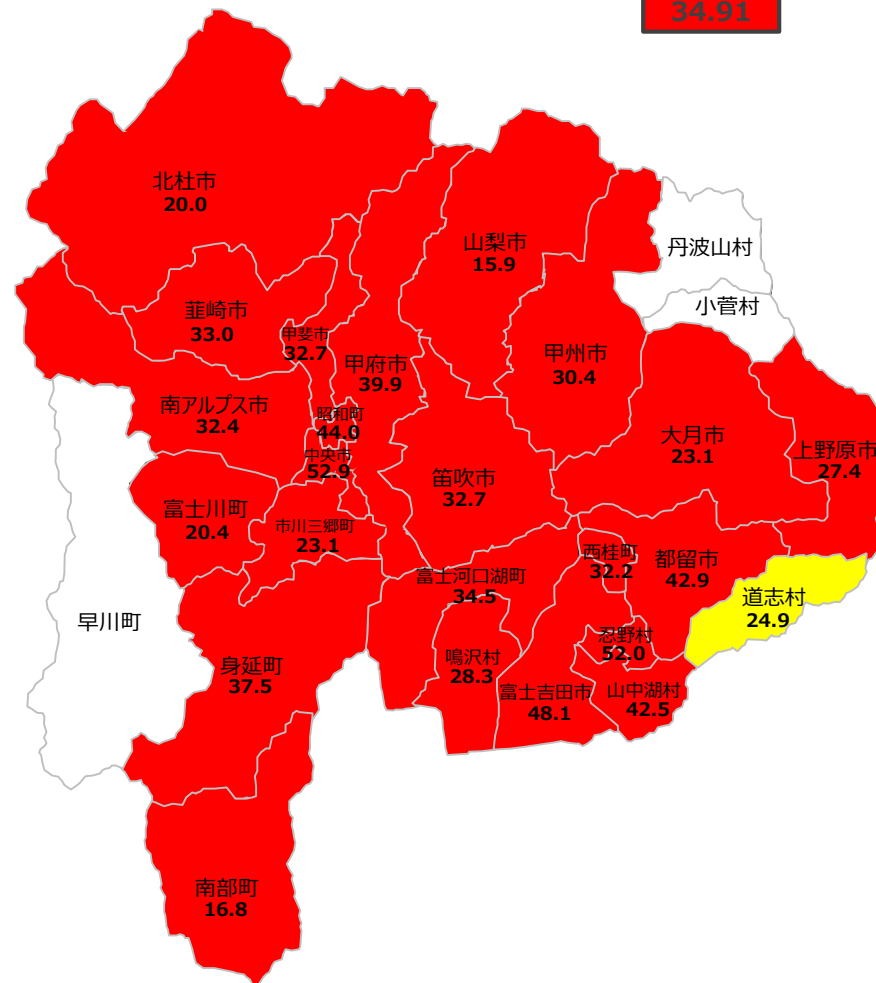 34.91
北杜市
20.0
山梨市
15.9
丹波山村
小菅村
韮崎市
33.0
甲斐市
32.7
甲府市
39.9
甲州市
30.4
南アルプス市
32.4
昭和町
44.0
中央市
52.9
笛吹市
32.7
大月市
23.1
上野原市
27.4
富士川町
20.4
市川三郷町
23.1
西桂町
32.2
都留市
42.9
富士河口湖町
34.5
道志村
24.9
早川町
身延町
37.5
鳴沢村
28.3
忍野村
52.0
富士吉田市
48.1
山中湖村
42.5
南部町
16.8